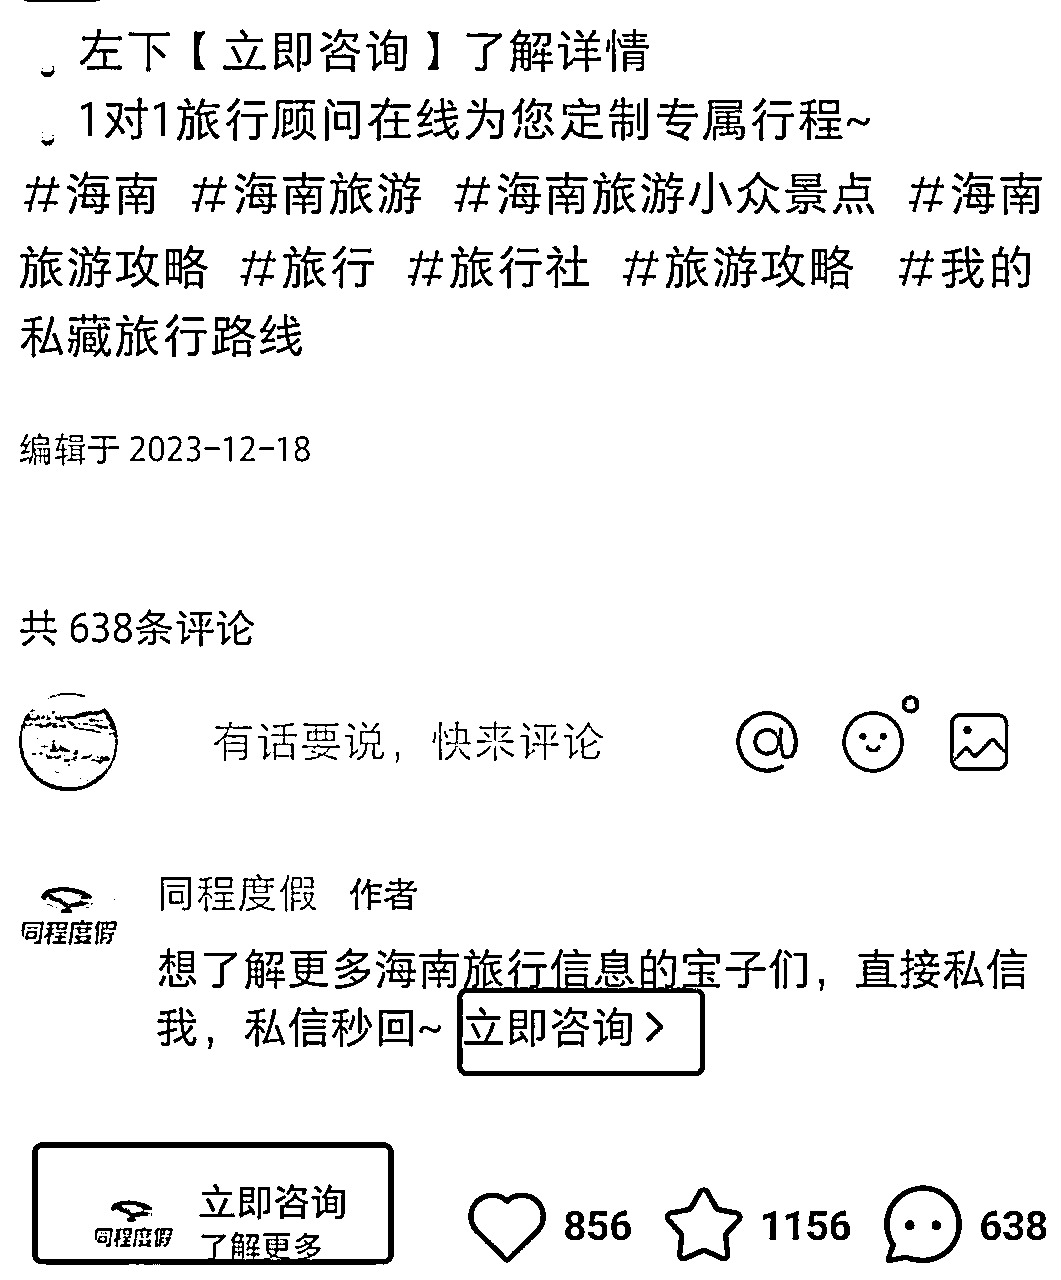 左下【立即咨询】了解详情
1对1旅行顾问在线为您定制专属行程~
#海南 #海南旅游 #海南旅游小众景点 #海南
旅游攻略 #旅行 #旅行社 #旅游攻略 #我的
私藏旅行路线
编辑于 2023-12-18
共 638条评论
有话要说，快来评论
同程度假 作者
同程度假
想了解更多海南旅行信息的宝子们，直接私信
我，私信秒回~ 立即咨询>
立即咨询
同程度假 了解更多
856 1156 638